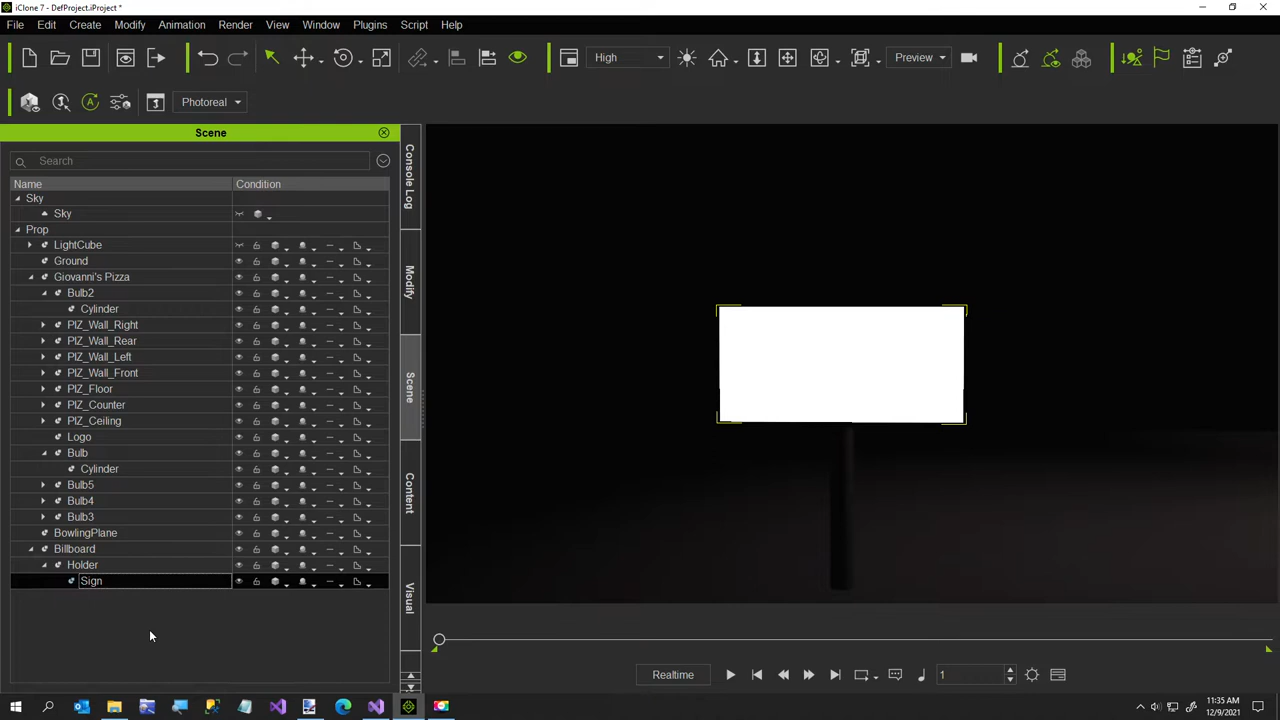 iClone 7 - DefProject.iProject *
File Edit Create Modify Animation Render View Window Plugins Script Help
High Preview
Photoreal
Scene
Search
Name Condition
Sky
Sky
Prop
LightCube
Ground
Giovanni's Pizza
Bulb2
Cylinder
PIZ_Wall_Right
PIZ_Wall_Rear
PIZ_Wall_Left
PIZ_Wall_Front
PIZ_Floor
PIZ_Counter
PIZ_Ceiling
Logo
Bulb
Cylinder
Bulb5
Bulb4
Bulb3
BowlingPlane
Billboard
Holder
Sign
Console Log
Modify
Scene
Content
Visual
Realtime 1
11:35 AM
12/9/2021